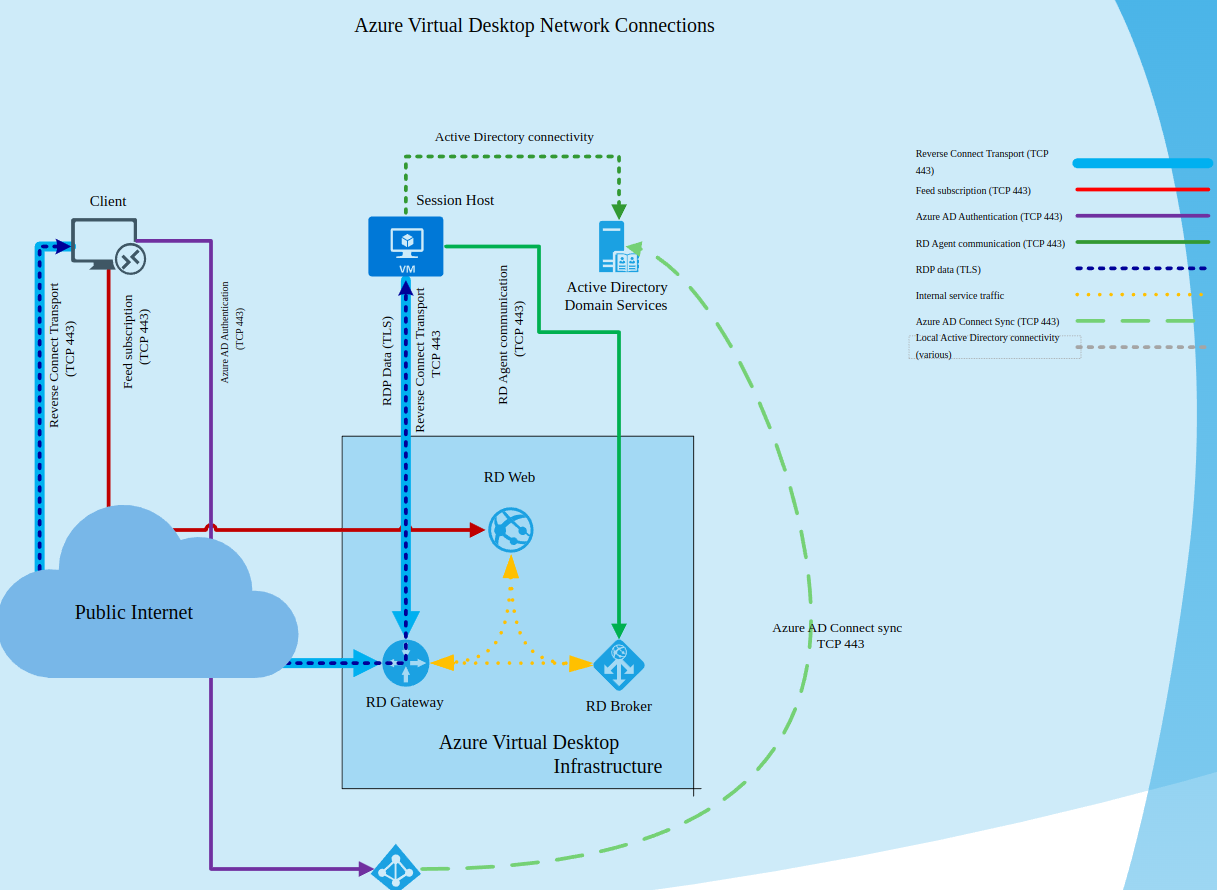 Azure Virtual Desktop Network Connections
Active Directory connectivity
Client
Session Host
VM
Active Directory
Domain Services
Reverse Connect Transport
(TCP 443)
Feed subscription
(TCP 443)
Azure AD Authentication
(TCP 443)
RDP Data (TLS)
Reverse Connect Transport
TCP 443
RD Agent communication
(TCP 443)
Reverse Connect Transport (TCP
443)
Feed subscription (TCP 443)
Azure AD Authentication (TCP 443)
RD Agent communication (TCP 443)
RDP data (TLS)
Internal service traffic
Azure AD Connect Sync (TCP 443)
Local Active Directory connectivity
(various)
RD Web
Public Internet
Azure AD Connect sync
TCP 443
RD Gateway
RD Broker
Azure Virtual Desktop
Infrastructure